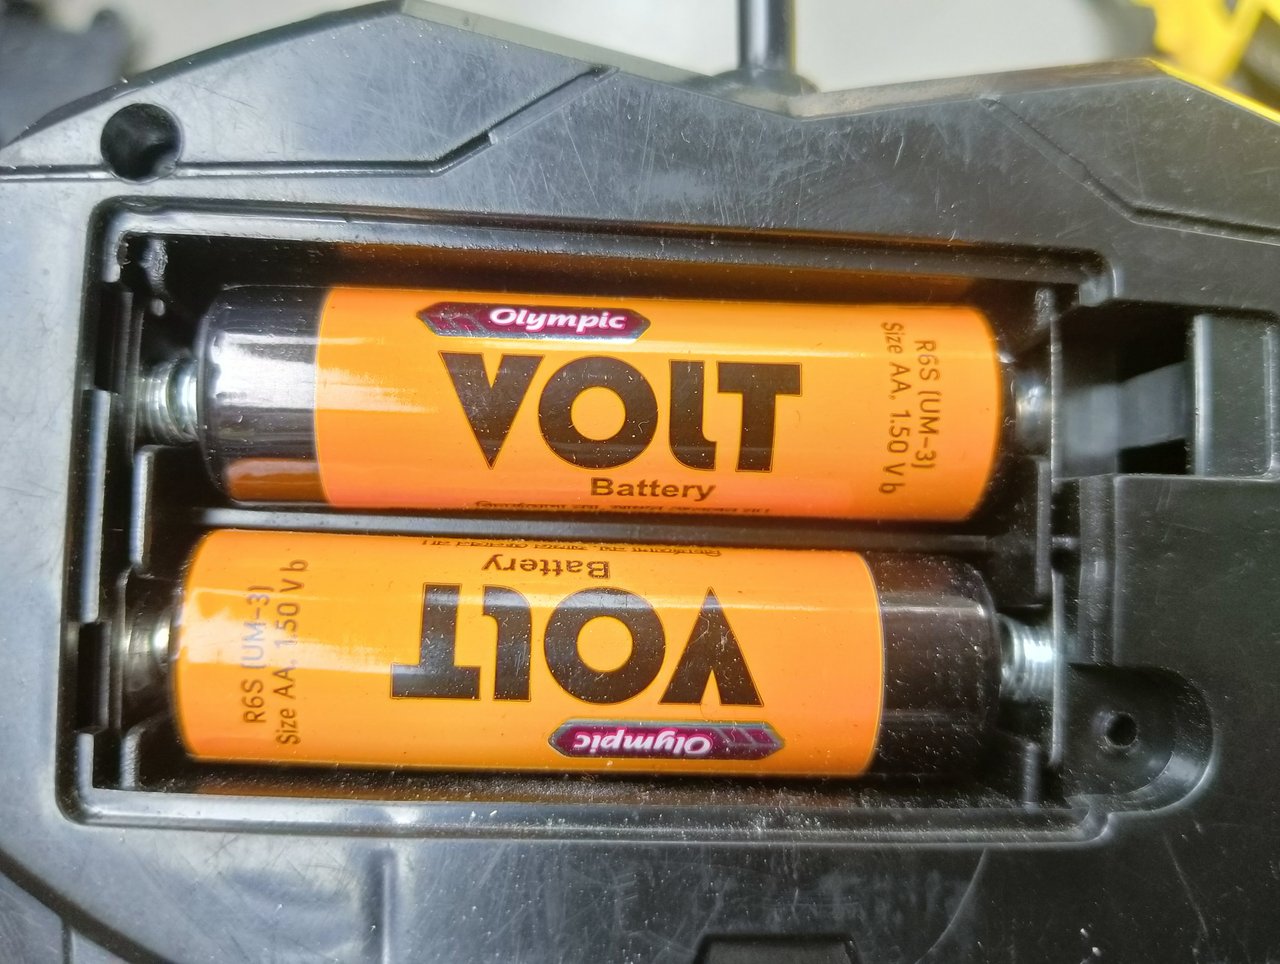 Olympic
VOLT
Battery
R6S (UM-3)
Size AA, 1.50 V b
Battery
VOLT
Olympic
R6S (UM-3)
Size AA, 1.50 V b